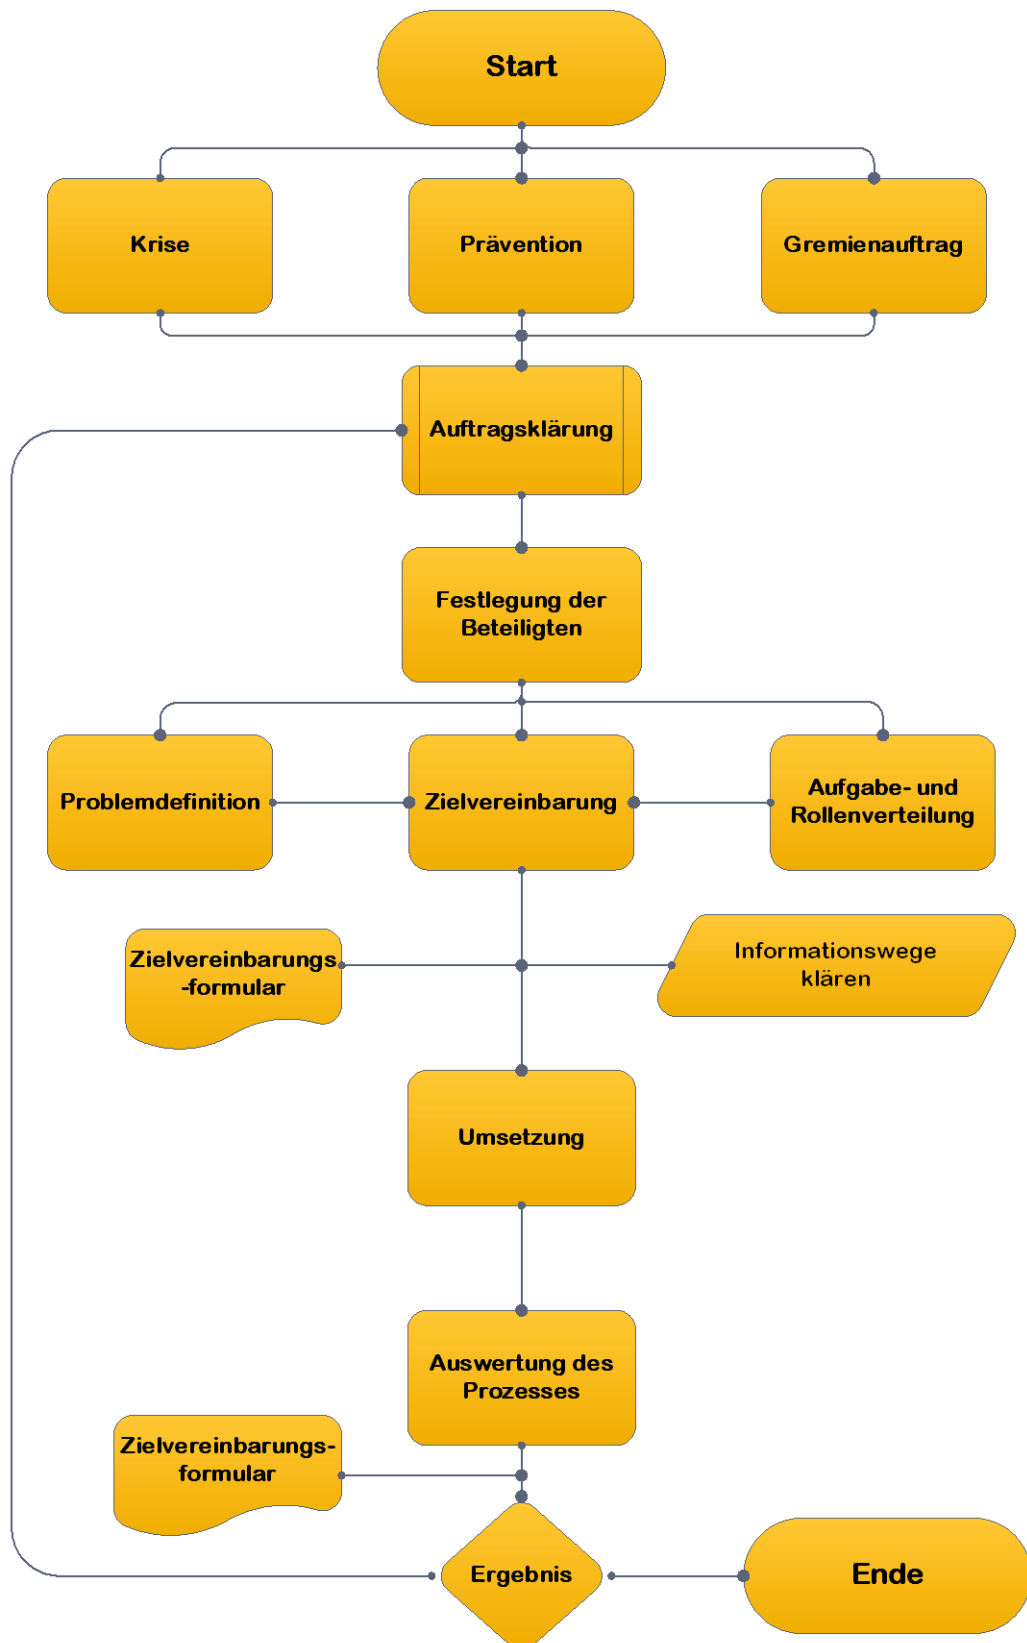 Start
Krise
Prävention
Gremienauftrag
Auftragsklärung
Festlegung der
Beteiligten
Problemdefinition
Zielvereinbarung
Aufgabe- und
Rollenverteilung
Zielvereinbarungs
-formular
Informationswege
klären
Umsetzung
Auswertung des
Prozesses
Zielvereinbarungs-
formular
Ergebnis
Ende